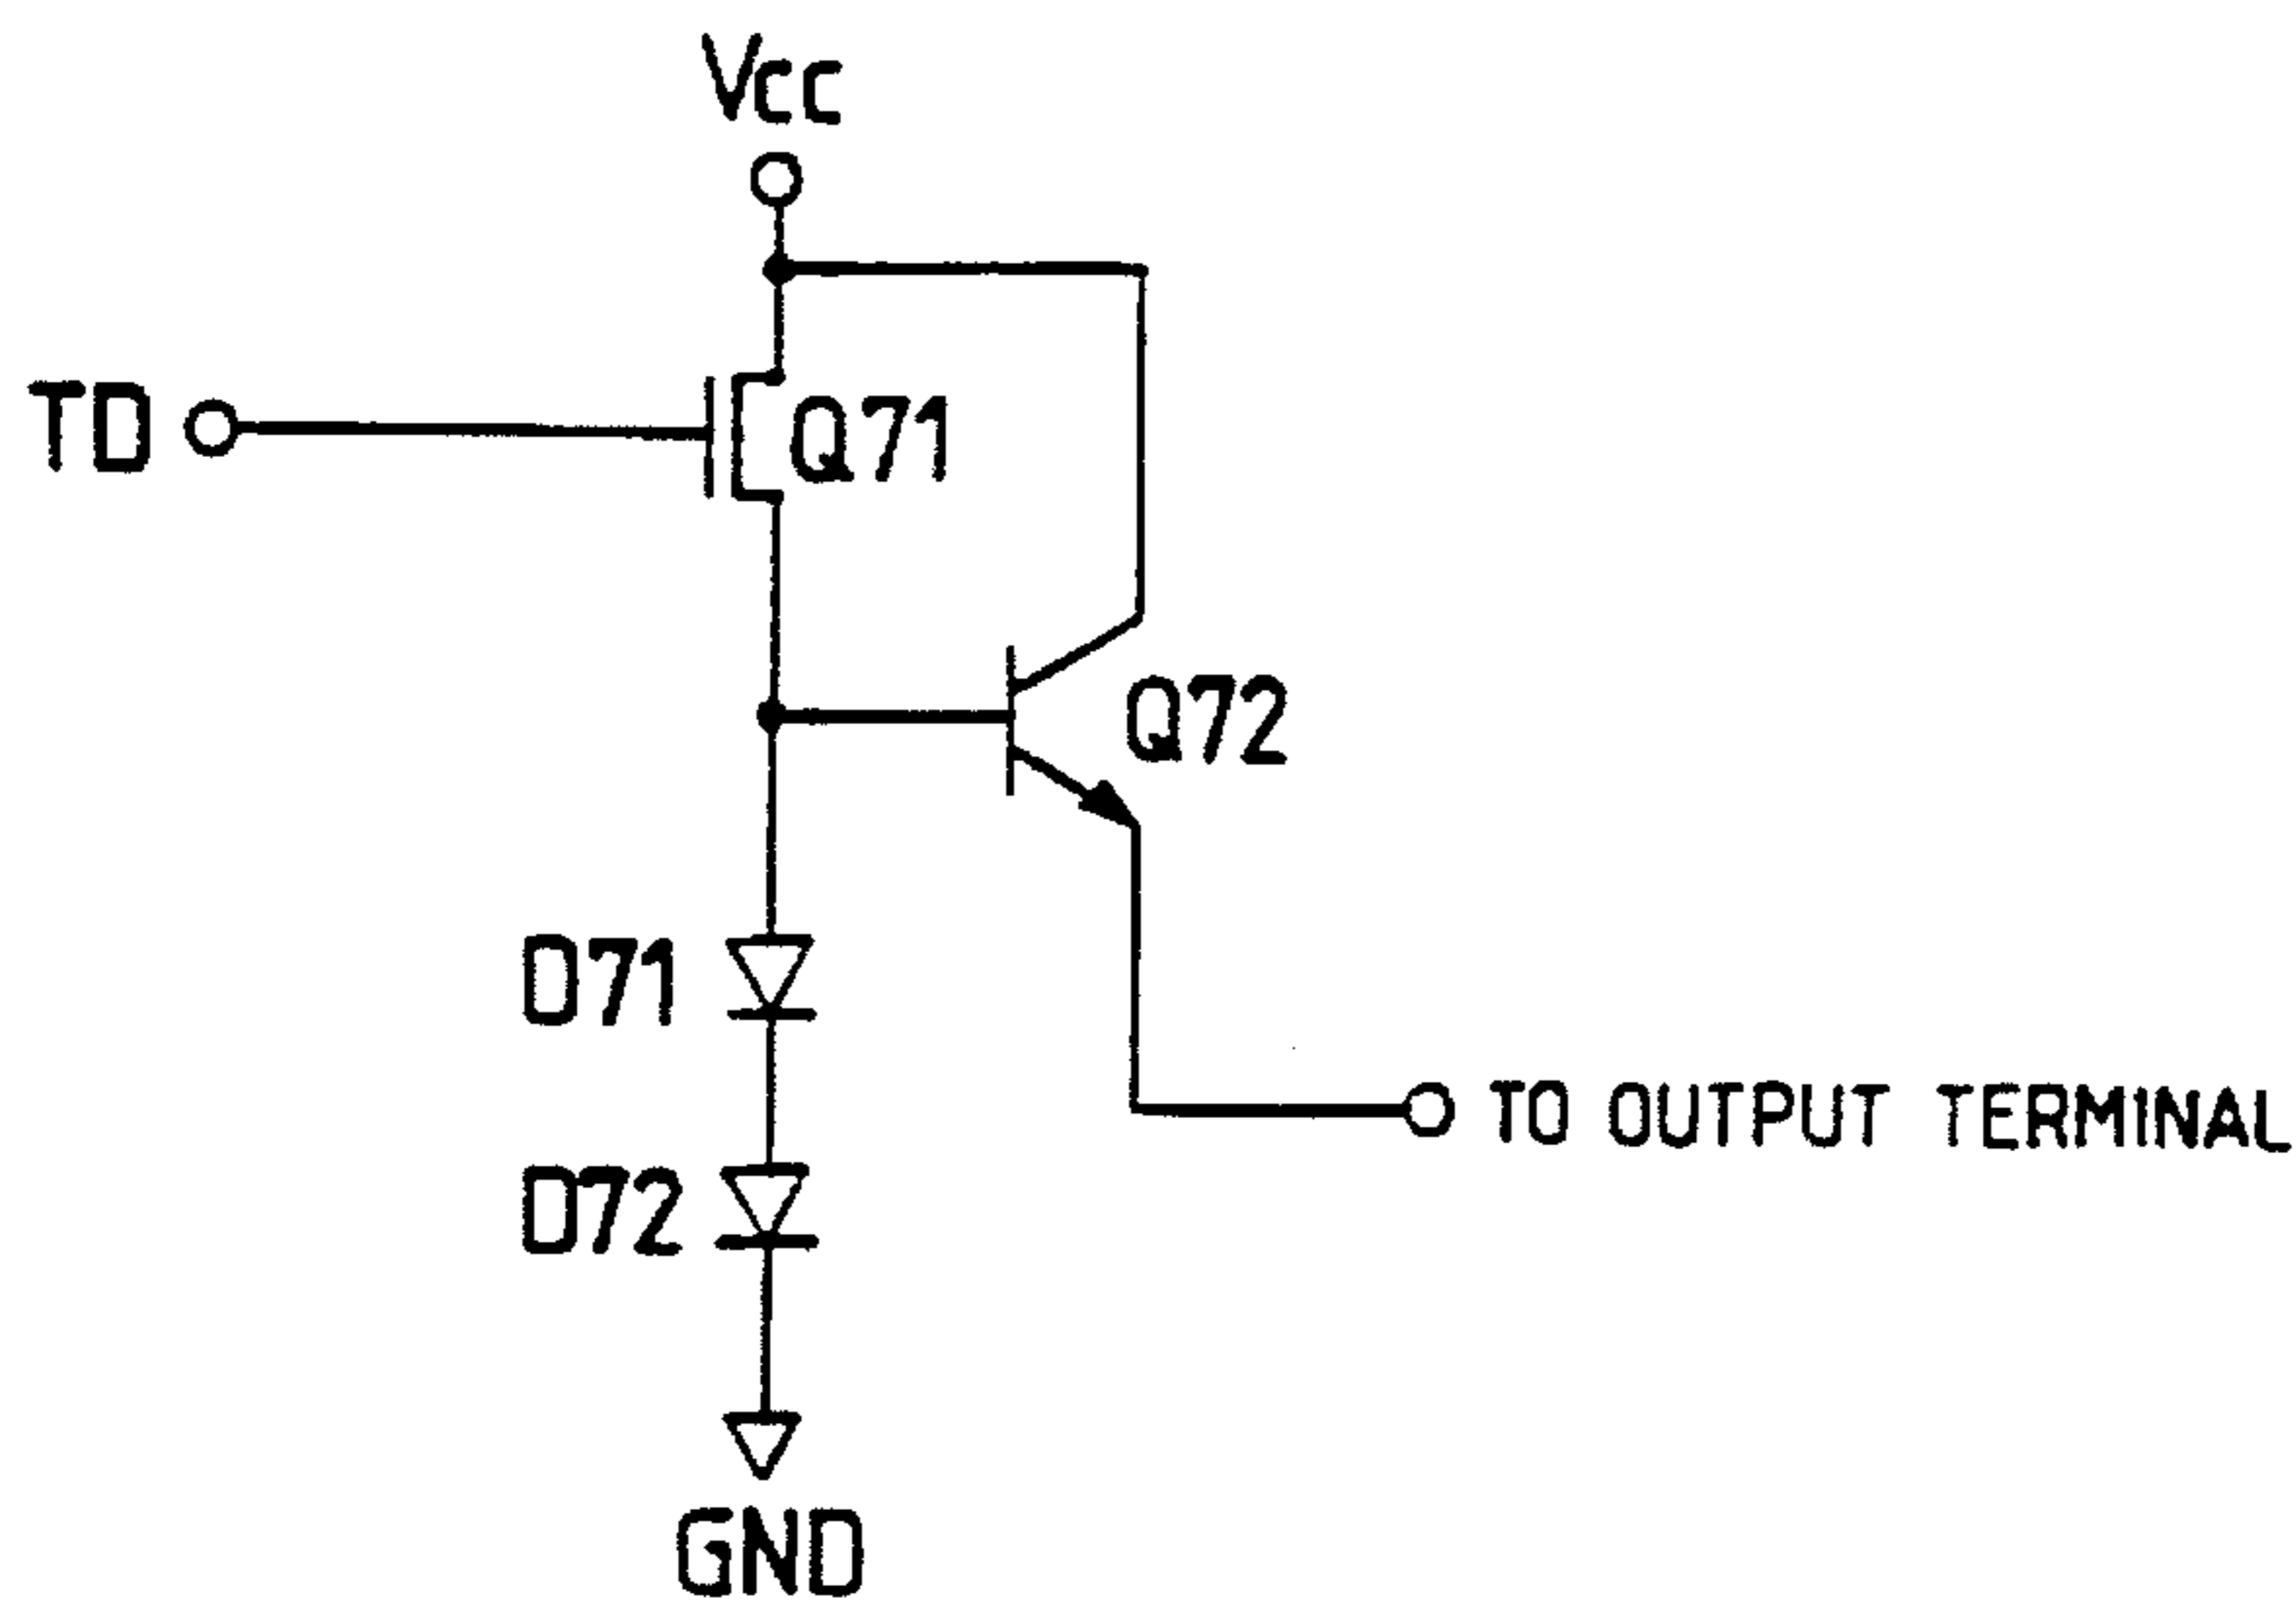 Vcc
TD
Q71
Q72
D71
TO OUTPUT TERMINAL
D72
GND